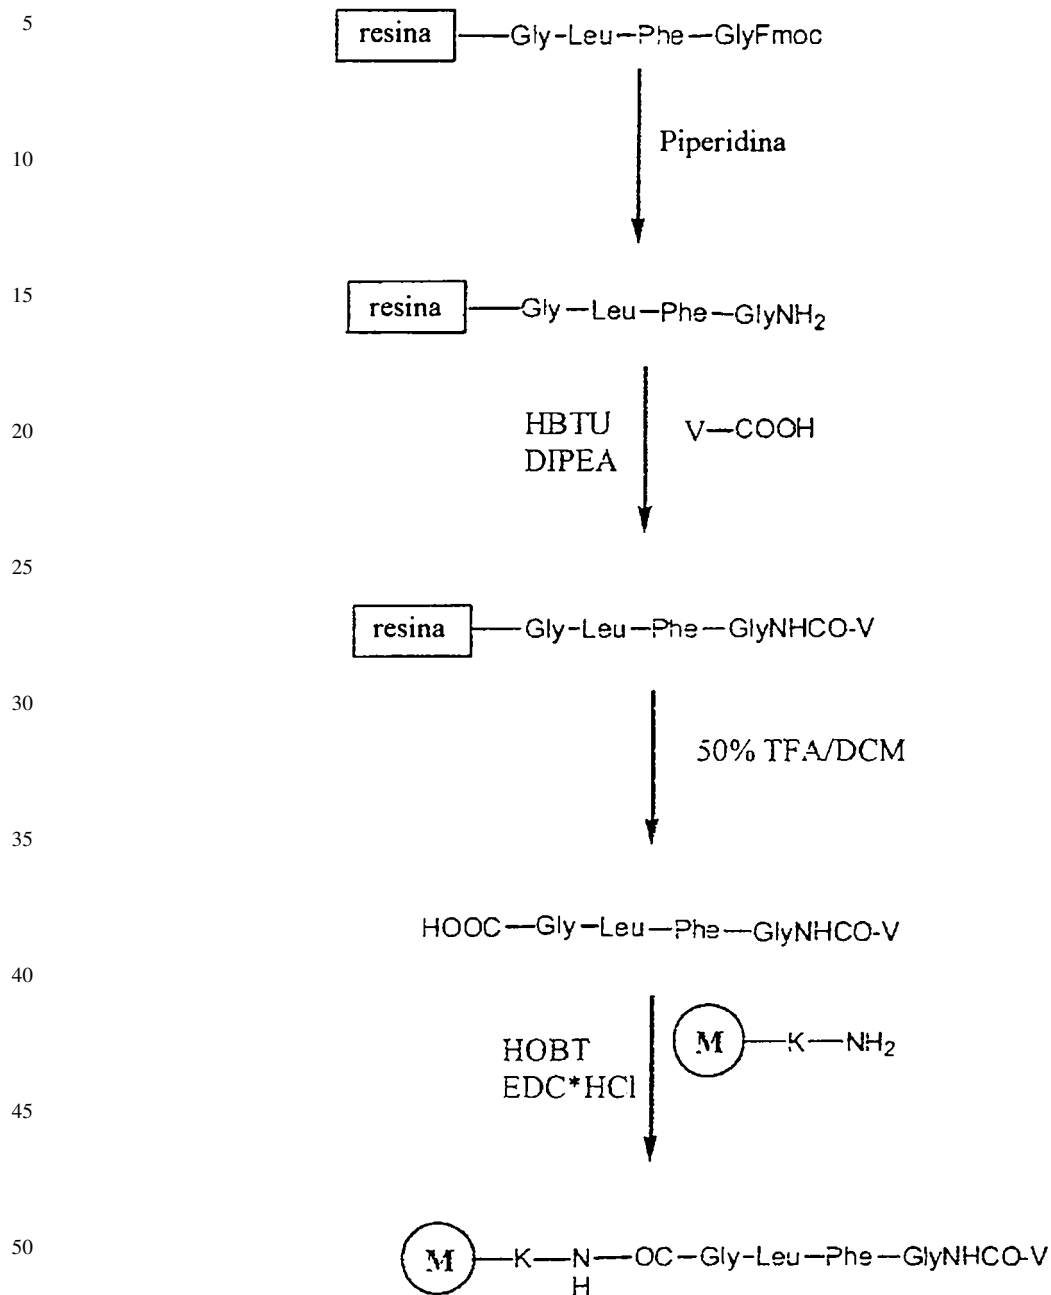 5
resina —Gly-Leu—Phe—GlyFmoc
Piperidina
10
15
resina —Gly—Leu—Phe—GlyNH₂
20
HBTU
DIPEA
V—COOH
25
resina —Gly-Leu—Phe—GlyNHCO-V
30
50% TFA/DCM
35
HOOC—Gly—Leu—Phe—GlyNHCO-V
40
M—K—NH₂
HOBT
EDC*HCl
45
50
M—K—N—OC—Gly-Leu—Phe—GlyNHCO-V
H